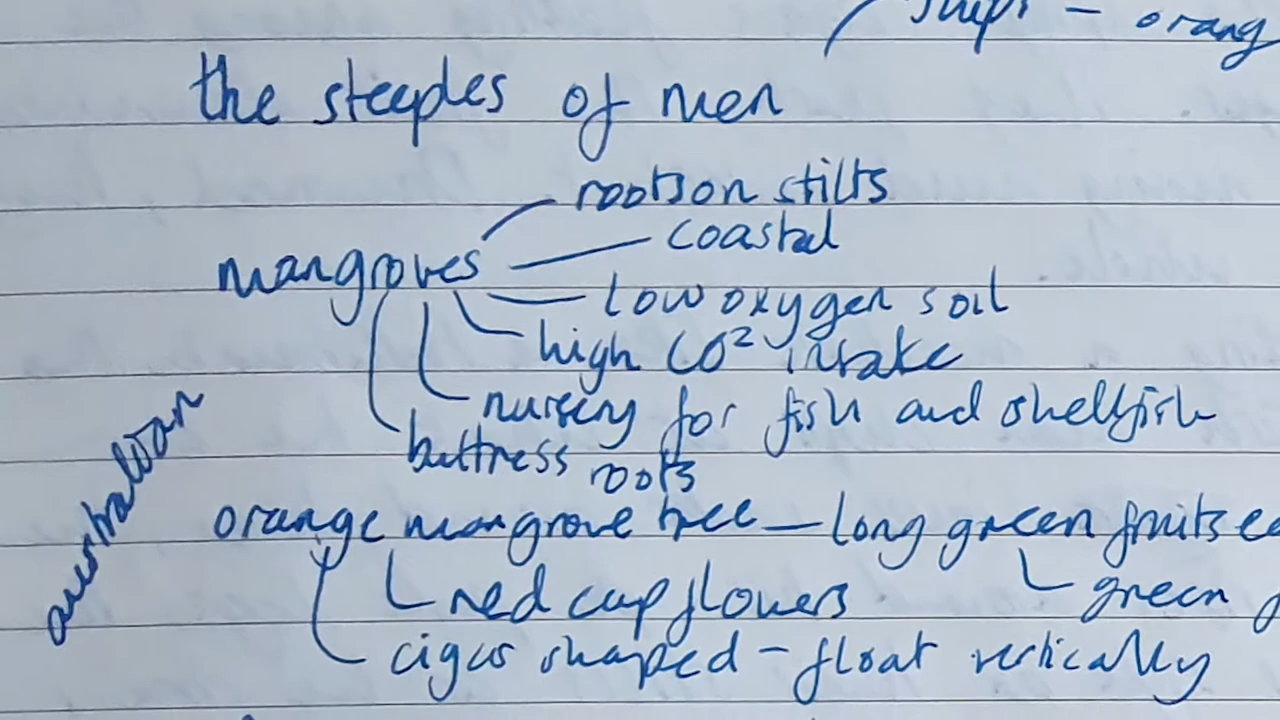 the steeples of men
roots on stilts
coastal
mangroves
low oxygen soil
high CO² intake
nursery for fish and shellfish
buttress roots
australasian
orange mangrove tree — long green fruits
red cup flowers
green
cigar shaped - float vertically